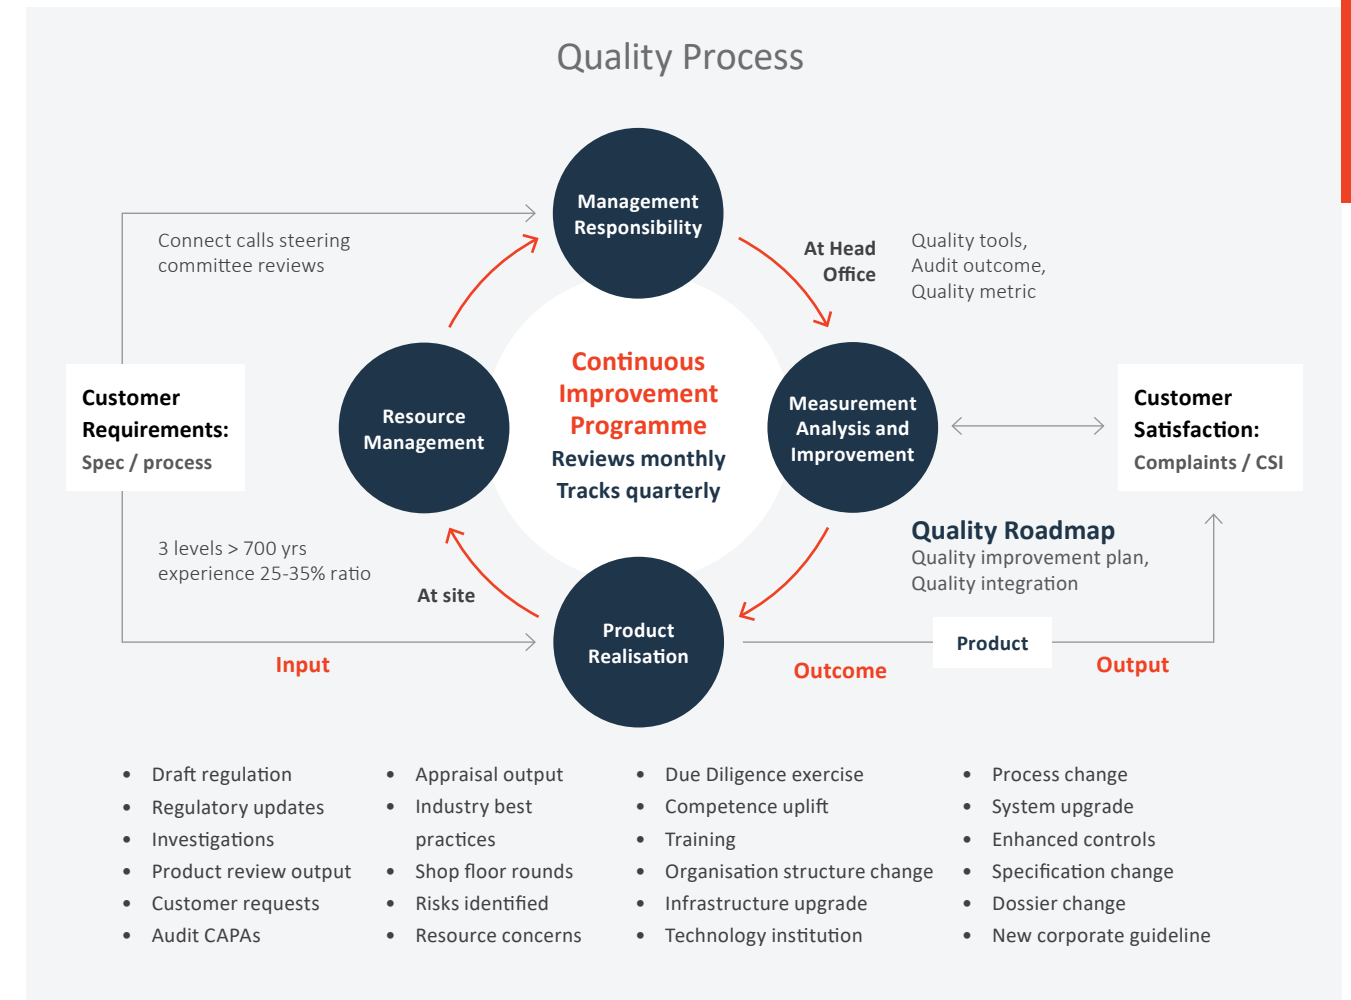 Quality Process
Management
Responsibility
Connect calls steering
committee reviews
At Head
Office
Quality tools,
Audit outcome,
Quality metric
Customer
Requirements:
Spec / process
Resource
Management
Continuous
Improvement
Programme
Reviews monthly
Tracks quarterly
Measurement
Analysis and
Improvement
Customer
Satisfaction:
Complaints / CSI
3 levels > 700 yrs
experience 25-35% ratio
At site
Quality Roadmap
Quality improvement plan,
Quality integration
Product
Realisation
Input
Outcome
Product
Output
• Draft regulation
• Regulatory updates
• Investigations
• Product review output
• Customer requests
• Audit CAPAs
• Appraisal output
• Industry best
practices
• Shop floor rounds
• Risks identified
• Resource concerns
• Due Diligence exercise
• Competence uplift
• Training
• Organisation structure change
• Infrastructure upgrade
• Technology institution
• Process change
• System upgrade
• Enhanced controls
• Specification change
• Dossier change
• New corporate guideline